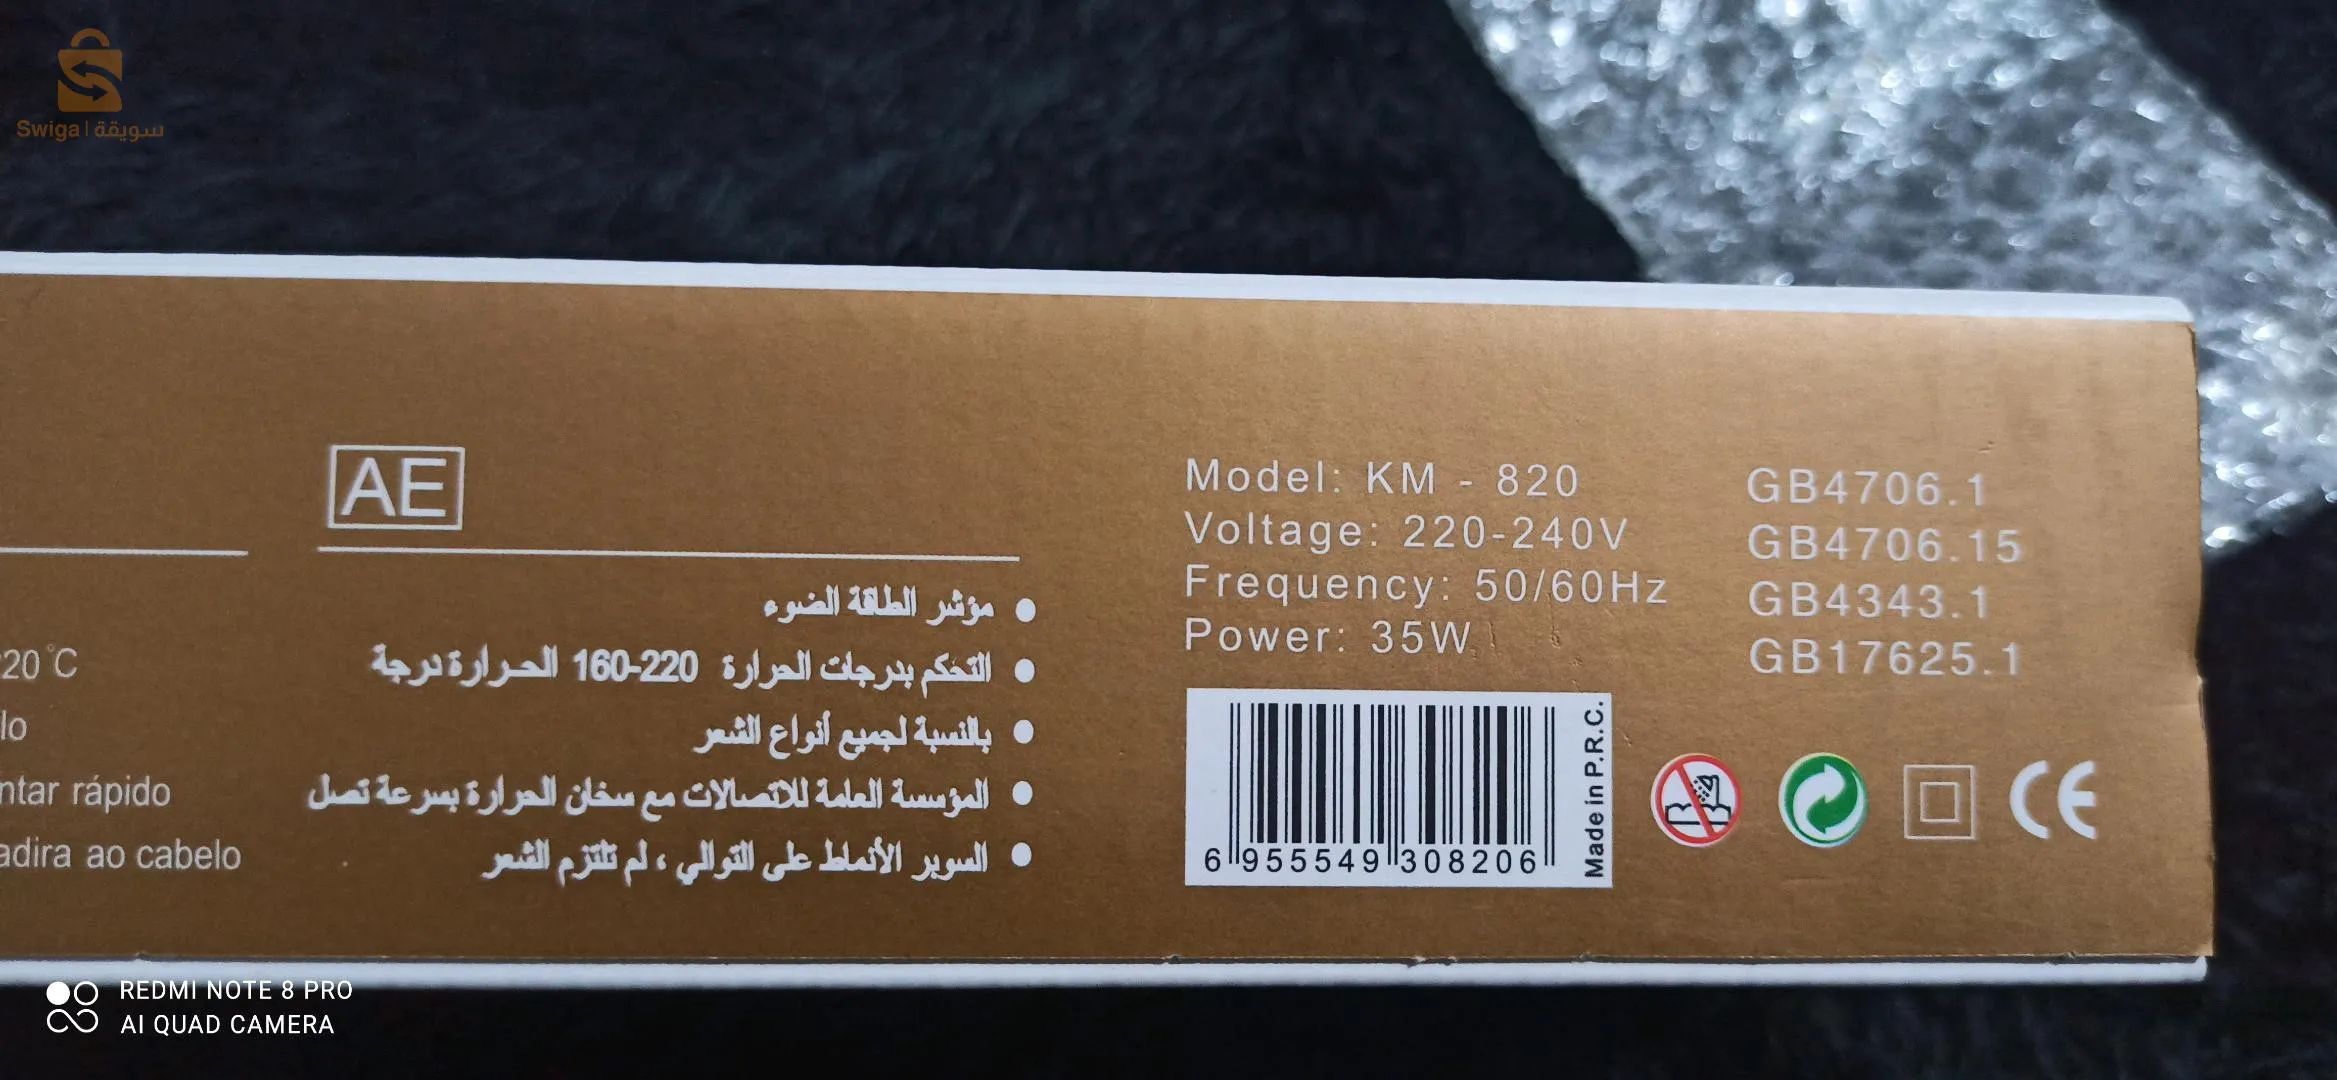 Swiga | سويقة
20°C
lo
ntar rápido
adira ao cabelo
AE
مؤشر الطاقة الضوء
التحكم بدرجات الحرارة 220-160 الحرارة درجة
بالنسبة لجميع أنواع الشعر
المؤسسة العامة للاتصالات مع سخان الحرارة بسرعة تصل
السوبر الأنماط على التوالي ، لم تلتزم الشعر
Model: KM - 820
Voltage: 220-240V
Frequency: 50/60Hz
Power: 35W
GB4706.1
GB4706.15
GB4343.1
GB17625.1
6 955549 308206
Made in P.R.C.
CE
REDMI NOTE 8 PRO
AI QUAD CAMERA